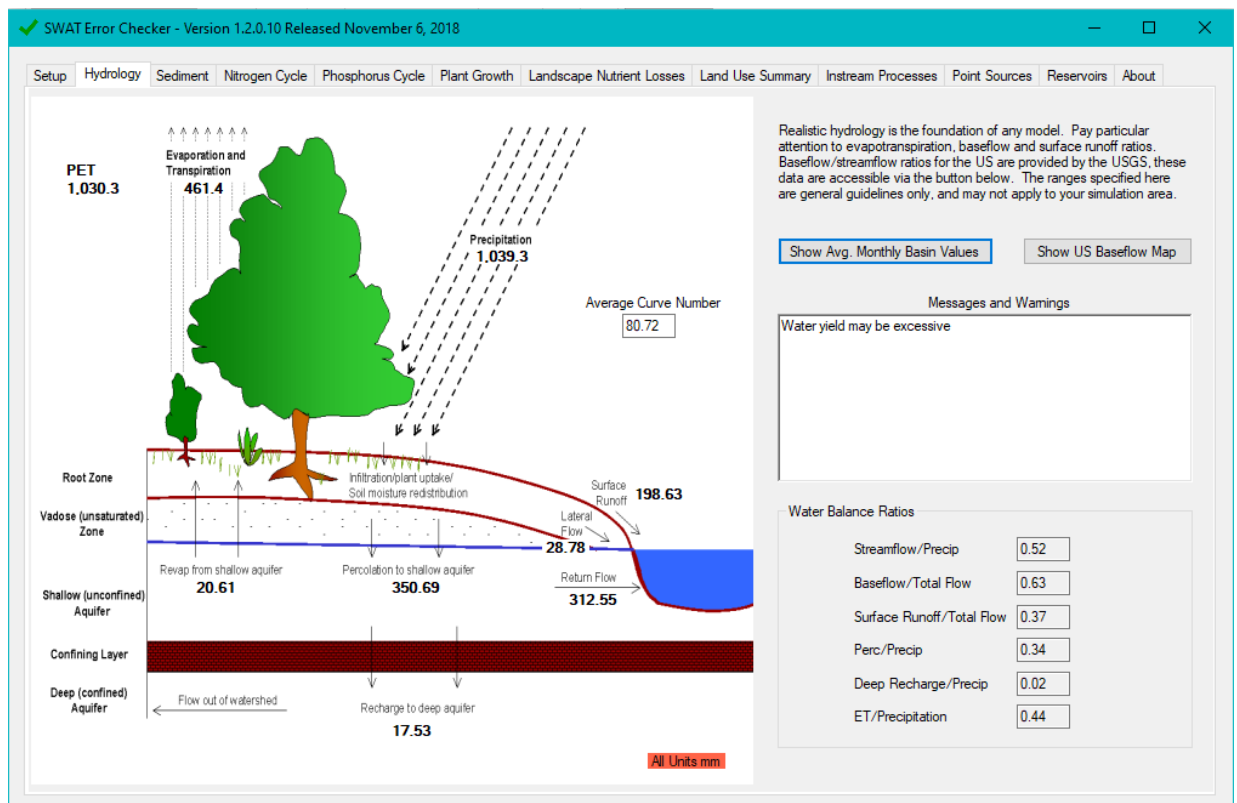 SWAT Error Checker - Version 1.2.0.10 Released November 6, 2018
Setup Hydrology Sediment Nitrogen Cycle Phosphorus Cycle Plant Growth Landscape Nutrient Losses Land Use Summary Instream Processes Point Sources Reservoirs About
PET
1,030.3
Evaporation and
Transpiration
461.4
Precipitation
1,039.3
Average Curve Number
80.72
Root Zone
Infiltration/plant uptake/
Soil moisture redistribution
Surface
Runoff 198.63
Vadose (unsaturated)
Zone
Lateral
Flow
28.78
Revap from shallow aquifer
20.61
Percolation to shallow aquifer
350.69
Return Flow
312.55
Shallow (unconfined)
Aquifer
Confining Layer
Deep (confined)
Aquifer
Flow out of watershed
Recharge to deep aquifer
17.53
All Units mm
Realistic hydrology is the foundation of any model. Pay particular
attention to evapotranspiration, baseflow and surface runoff ratios.
Baseflow/streamflow ratios for the US are provided by the USGS, these
data are accessible via the button below. The ranges specified here
are general guidelines only, and may not apply to your simulation area.
Show Avg. Monthly Basin Values
Show US Baseflow Map
Messages and Warnings
Water yield may be excessive
Water Balance Ratios
Streamflow/Precip 0.52
Baseflow/Total Flow 0.63
Surface Runoff/Total Flow 0.37
Perc/Precip 0.34
Deep Recharge/Precip 0.02
ET/Precipitation 0.44